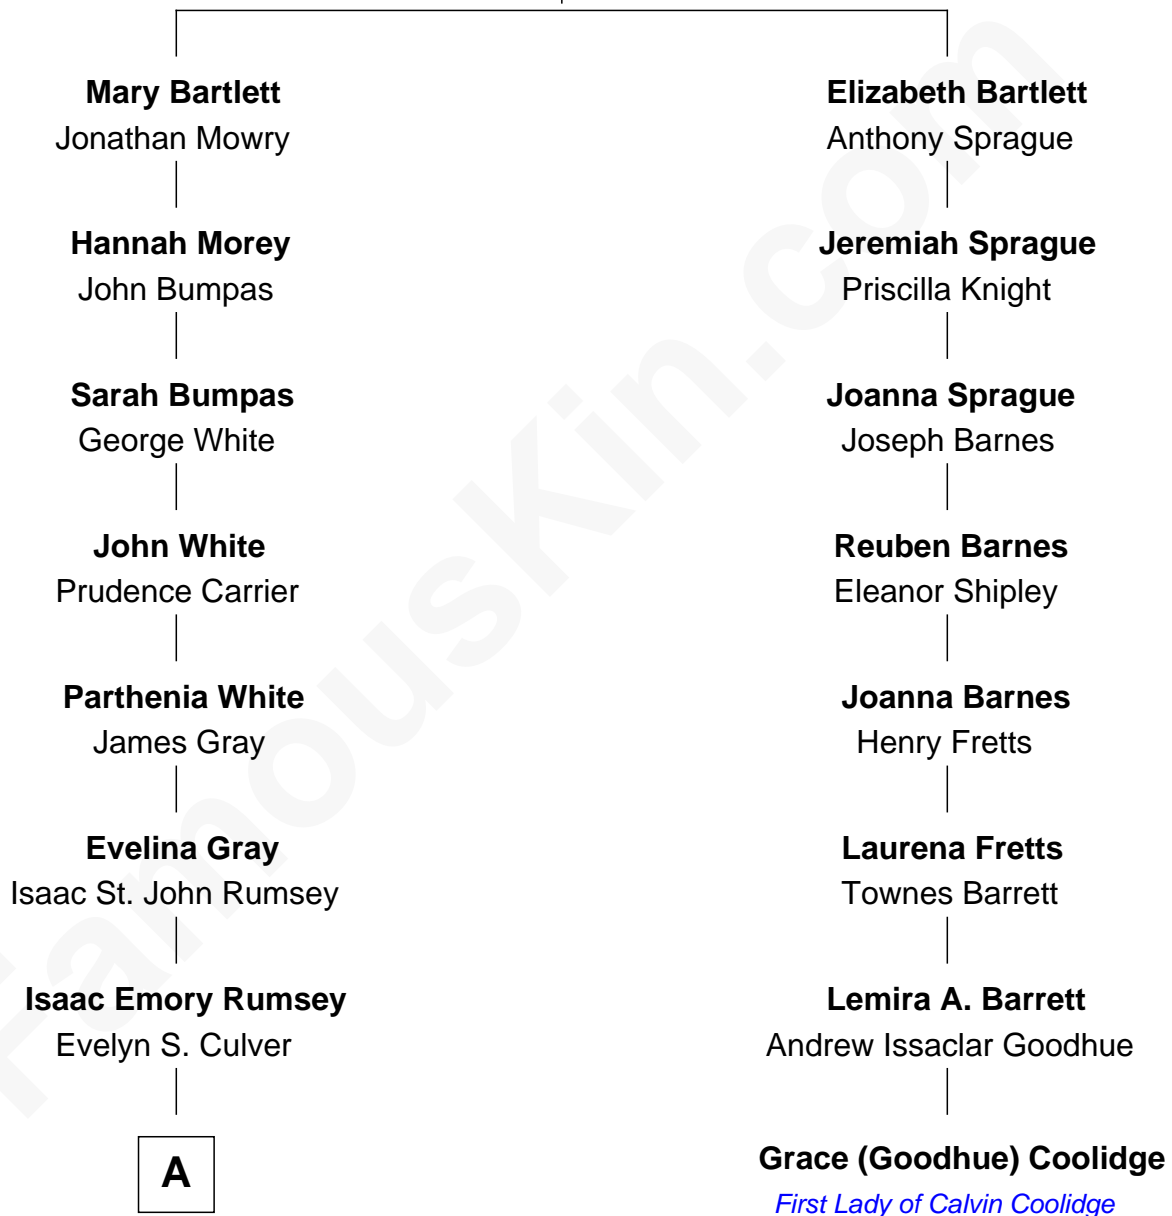 Mary Bartlett
Jonathan Mowry
Elizabeth Bartlett
Anthony Sprague
Hannah Morey
John Bumpas
Jeremiah Sprague
Priscilla Knight
Sarah Bumpas
George White
Joanna Sprague
Joseph Barnes
John White
Prudence Carrier
Reuben Barnes
Eleanor Shipley
Parthenia White
James Gray
Joanna Barnes
Henry Fretts
Evelina Gray
Isaac St. John Rumsey
Laurena Fretts
Townes Barrett
Isaac Emory Rumsey
Evelyn S. Culver
Lemira A. Barrett
Andrew Issaclar Goodhue
A
Grace (Goodhue) Coolidge
First Lady of Calvin Coolidge
FamousKin.com